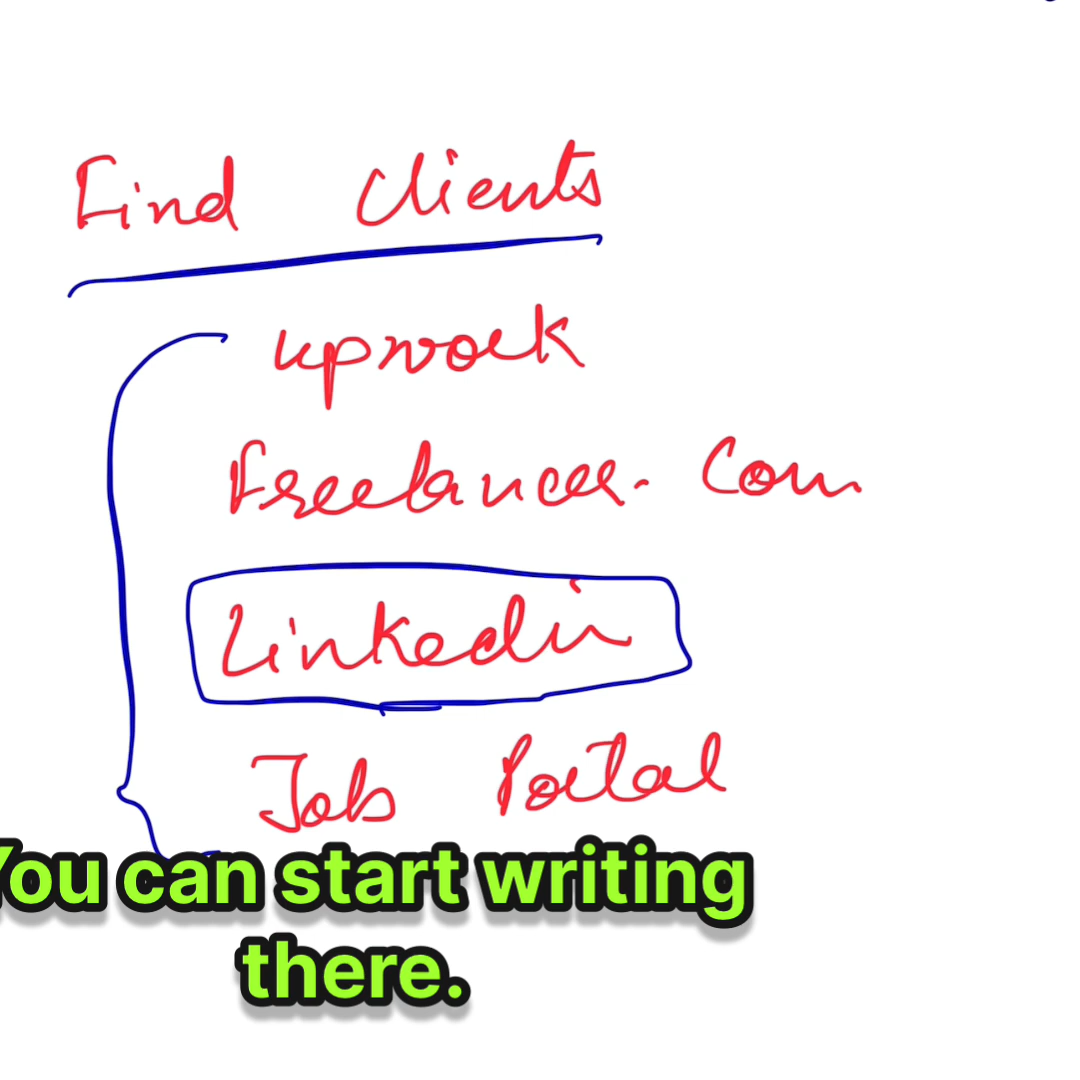 Find Clients
upwork
Freelancer. Com
Linkedin
Job Portal
You can start writing
there.